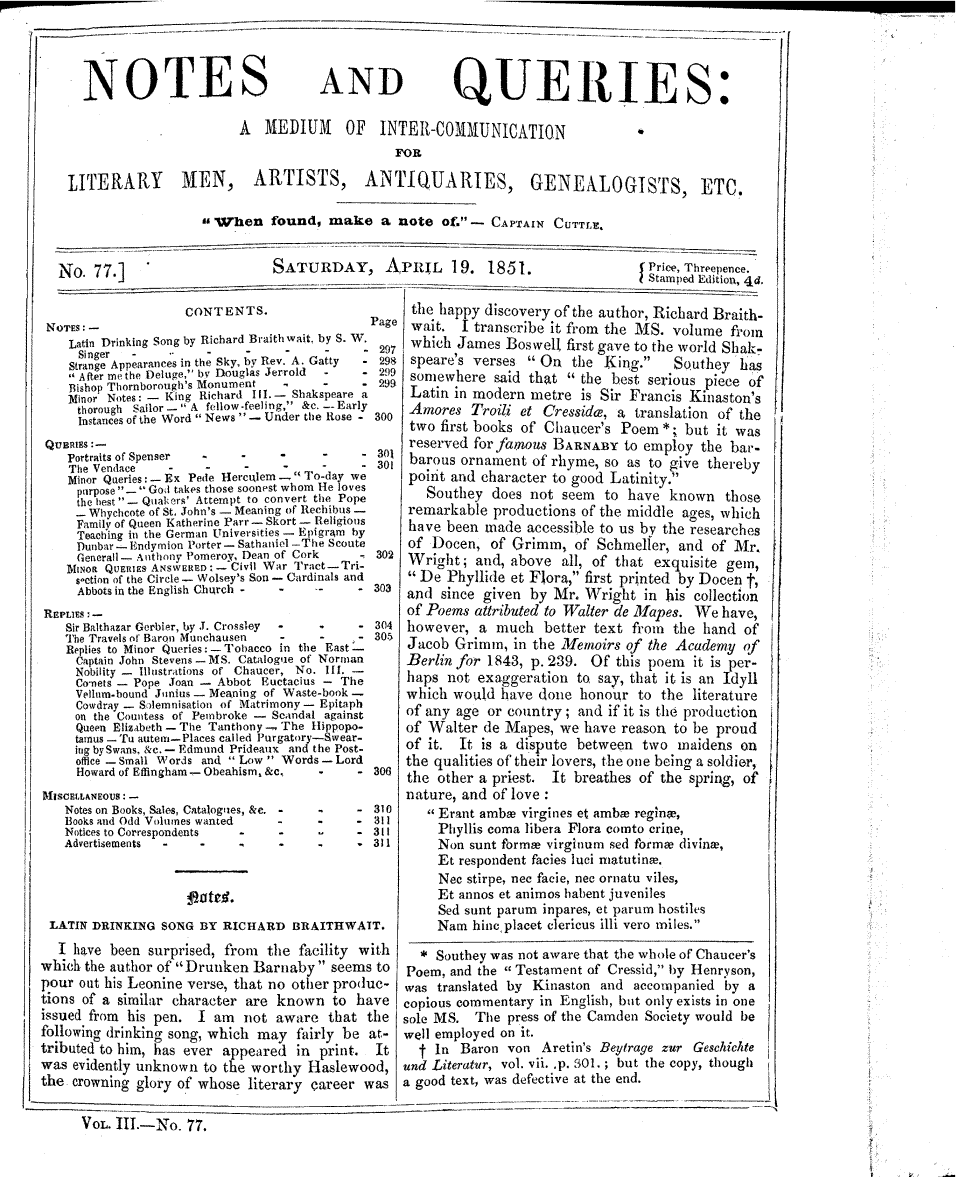 NOTES AND QUERIES:
A MEDIUM OF INTER-COMMUNICATION
FOR
LITERARY MEN, ARTISTS, ANTIQUARIES, GENEALOGISTS, ETC.
"When found, make a note of."— CAPTAIN CUTTLE.
No. 77.] SATURDAY, APRIL 19. 1851. { Price, Threepence.
{ Stamped Edition, 4d.
CONTENTS.
NOTES:— Page
Latin Drinking Song by Richard Braithwait, by S. W.
Singer - - - - - - 297
Strange Appearances in the Sky, by Rev. A. Gatty - 298
"After me the Deluge," by Douglas Jerrold - - 299
Bishop Thornborough's Monument - - - 299
Minor Notes: — King Richard III. — Shakspeare a
thorough Sailor — "A fellow-feeling," &c. — Early
Instances of the Word "News" — Under the Rose - 300
QUERIES:—
Portraits of Spenser - - - - - 301
The Vendace - - - - - - 301
Minor Queries: — Ex Pede Herculem — "To-day we
purpose" — "God takes those soonest whom He loves
the best" — Quakers' Attempt to convert the Pope
— Whychcote of St. John's — Meaning of Rechibus —
Family of Queen Katherine Parr — Skort — Religious
Teaching in the German Universities — Epigram by
Dunbar — Endymion Porter — Sathaniel — The Scoute
Generall — Anthony Pomeroy, Dean of Cork - 302
MINOR QUERIES ANSWERED: — Civil War Tract — Tri-
section of the Circle — Wolsey's Son — Cardinals and
Abbots in the English Church - - - - 303
REPLIES:—
Sir Balthazar Gerbier, by J. Crossley - - - 304
The Travels of Baron Munchausen - - - 305
Replies to Minor Queries: — Tobacco in the East —
Captain John Stevens — MS. Catalogue of Norman
Nobility — Illustrations of Chaucer, No. III. —
Comets — Pope Joan — Abbot Euctacius — The
Vellum-bound Junius — Meaning of Waste-book —
Cowdray — Solemnisation of Matrimony — Epitaph
on the Countess of Pembroke — Scandal against
Queen Elizabeth — The Tanthony — The Hippopo-
tamus — Tu autem — Places called Purgatory — Swear-
ing by Swans, &c. — Edmund Prideaux and the Post-
office — Small Words and "Low" Words — Lord
Howard of Effingham — Obeahism, &c. - - 306
MISCELLANEOUS:—
Notes on Books, Sales, Catalogues, &c. - - - 310
Books and Odd Volumes wanted - - - 311
Notices to Correspondents - - - - 311
Advertisements - - - - - - 311
Notes.
LATIN DRINKING SONG BY RICHARD BRAITHWAIT.
I have been surprised, from the facility with
which the author of "Drunken Barnaby" seems to
pour out his Leonine verse, that no other produc-
tions of a similar character are known to have
issued from his pen. I am not aware that the
following drinking song, which may fairly be at-
tributed to him, has ever appeared in print. It
was evidently unknown to the worthy Haslewood,
the crowning glory of whose literary career was
the happy discovery of the author, Richard Braith-
wait. I transcribe it from the MS. volume from
which James Boswell first gave to the world Shak-
speare's verses "On the King." Southey has
somewhere said that "the best serious piece of
Latin in modern metre is Sir Francis Kinaston's
Amores Troili et Cressidæ, a translation of the
two first books of Chaucer's Poem*; but it was
reserved for famous BARNABY to employ the bar-
barous ornament of rhyme, so as to give thereby
point and character to good Latinity."
Southey does not seem to have known those
remarkable productions of the middle ages, which
have been made accessible to us by the researches
of Docen, of Grimm, of Schmeller, and of Mr.
Wright; and, above all, of that exquisite gem,
"De Phyllide et Flora," first printed by Docen †,
and since given by Mr. Wright in his collection
of Poems attributed to Walter de Mapes. We have,
however, a much better text from the hand of
Jacob Grimm, in the Memoirs of the Academy of
Berlin for 1843, p. 239. Of this poem it is per-
haps not exaggeration to say, that it is an Idyll
which would have done honour to the literature
of any age or country; and if it is the production
of Walter de Mapes, we have reason to be proud
of it. It is a dispute between two maidens on
the qualities of their lovers, the one being a soldier,
the other a priest. It breathes of the spring, of
nature, and of love:
"Erant ambæ virgines et ambæ reginæ,
Phyllis coma libera Flora comto crine,
Non sunt formæ virginum sed formæ divinæ,
Et respondent facies luci matutinæ.
Nec stirpe, nec facie, nec ornatu viles,
Et annos et animos habent juveniles
Sed sunt parum inpares, et parum hostiles
Nam hinc placet clericus illi vero miles."
* Southey was not aware that the whole of Chaucer's
Poem, and the "Testament of Cressid," by Henryson,
was translated by Kinaston and accompanied by a
copious commentary in English, but only exists in one
sole MS. The press of the Camden Society would be
well employed on it.
† In Baron von Aretin's Beytrage zur Geschichte
und Literatur, vol. vii. p. 301.; but the copy, though
a good text, was defective at the end.
VOL. III.—No. 77.